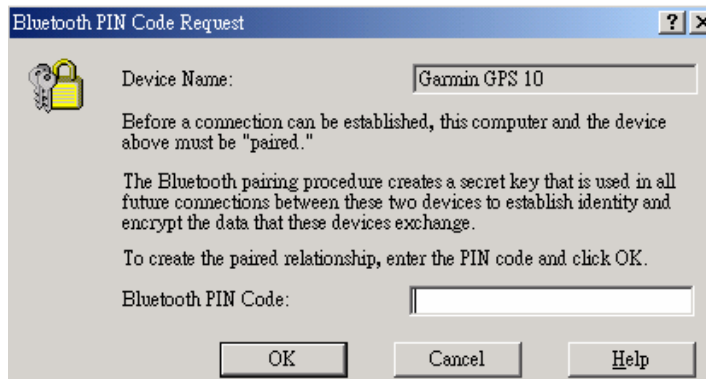 Bluetooth PIN Code Request
Device Name: Garmin GPS 10
Before a connection can be established, this computer and the device
above must be "paired."
The Bluetooth pairing procedure creates a secret key that is used in all
future connections between these two devices to establish identity and
encrypt the data that these devices exchange.
To create the paired relationship, enter the PIN code and click OK.
Bluetooth PIN Code:
OK Cancel Help